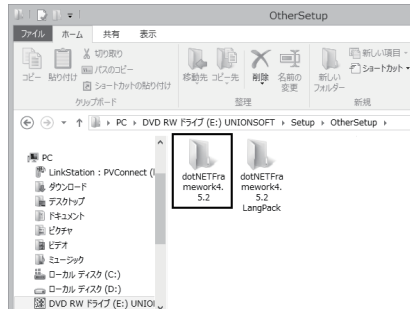 OtherSetup
ファイル ホーム 共有 表示
コピー 貼り付け
切り取り
パスのコピー
ショートカットの貼り付け
移動先 コピー先 削除 名前の変更
新しいフォルダー
新しい項目
ショートカット
クリップボード 整理 新規
PC ▸ DVD RW ドライブ (E:) UNIONSOFT ▸ Setup ▸ OtherSetup ▸
PC
LinkStation : PVConnect (l
ダウンロード
デスクトップ
ドキュメント
ピクチャ
ビデオ
ミュージック
ローカル ディスク (C:)
ローカル ディスク (D:)
DVD RW ドライブ (E:) UNIO
dotNETFra
mework4.
5.2
dotNETFra
mework4.
5.2
LangPack